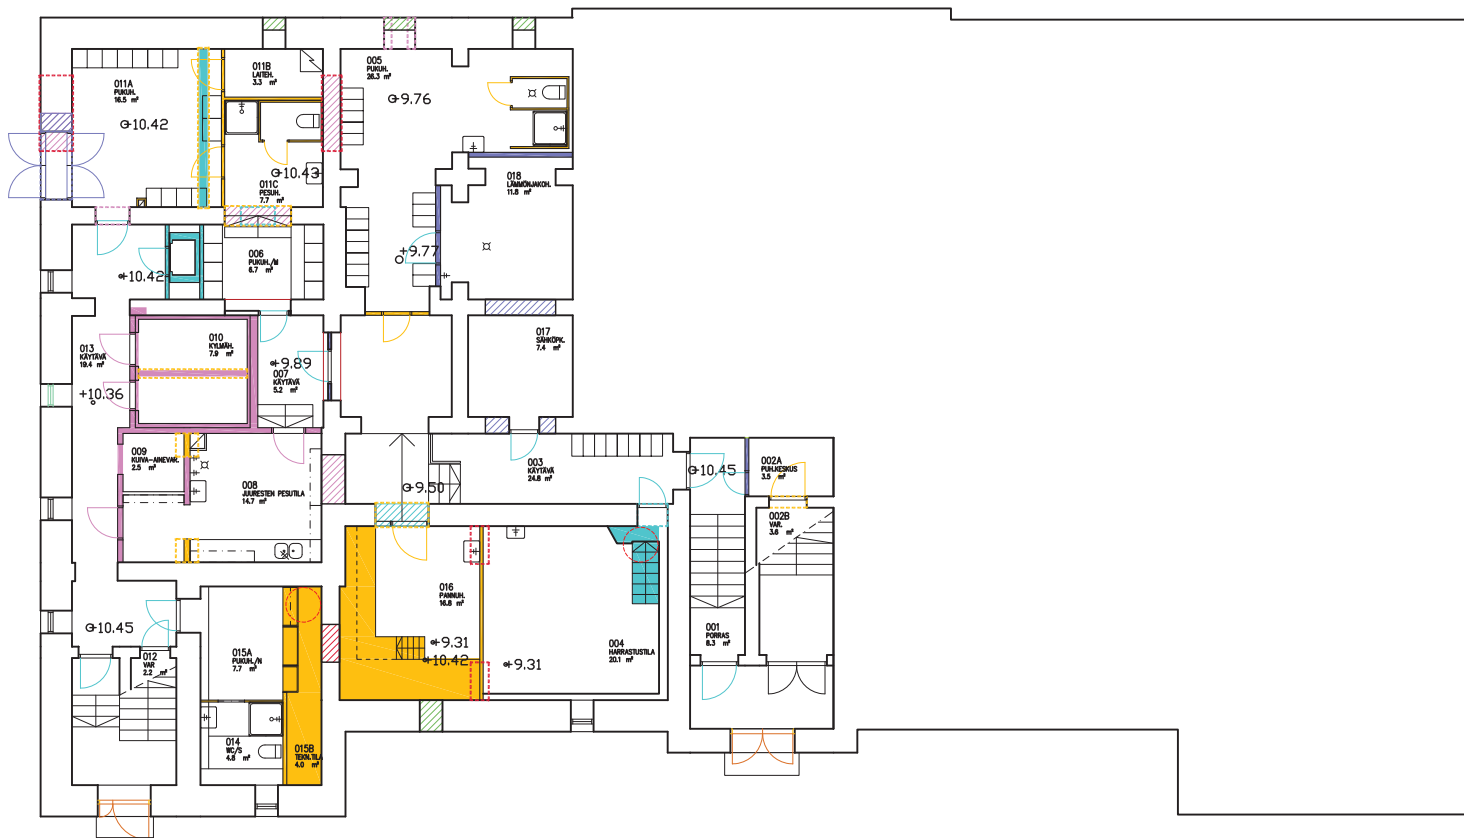 011A
PUKUH.
16.5 m²
⊕10.42
011B
LAITEH.
3.3 m²
005
PUKUH.
26.3 m²
+9.76
+10.43
011C
PESUH.
7.7 m²
018
LÄMMÖNJAKOH.
11.8 m²
+9.77
+10.42
006
PUKUH./N
6.7 m²
013
KÄYTÄVÄ
19.4 m²
010
KYLMÄH.
7.9 m²
+9.89
007
KÄYTÄVÄ
5.2 m²
017
SÄHKÖPK.
7.4 m²
+10.36
009
KUIVA-AINEVAR.
2.5 m²
008
JUURESTEN PESUTILA
14.7 m²
003
KÄYTÄVÄ
24.8 m²
+9.50
+10.45
002A
PUH.KESKUS
3.5 m²
002B
VAR.
3.6 m²
016
PANNUH.
16.8 m²
+9.31
+10.42
+9.31
004
HARRASTUSTILA
20.1 m²
001
PORRAS
8.3 m²
+10.45
012
VAR
2.2 m²
015A
PUKUH./N
7.7 m²
014
WC/S
4.8 m²
015B
TEKN.TILA
4.0 m²